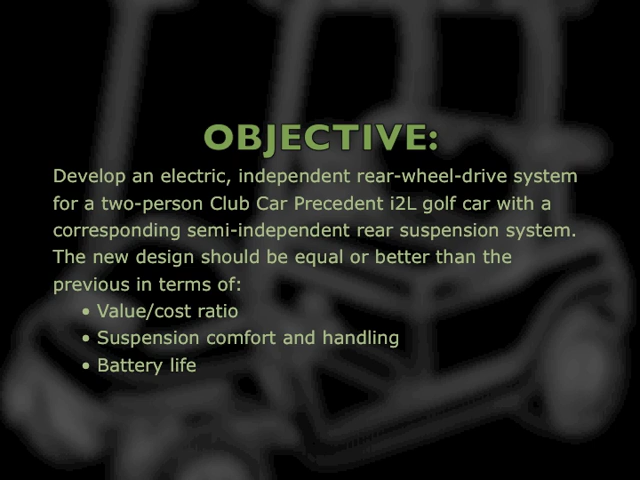 OBJECTIVE:
Develop an electric, independent rear-wheel-drive system
for a two-person Club Car Precedent i2L golf car with a
corresponding semi-independent rear suspension system.
The new design should be equal or better than the
previous in terms of:
• Value/cost ratio
• Suspension comfort and handling
• Battery life